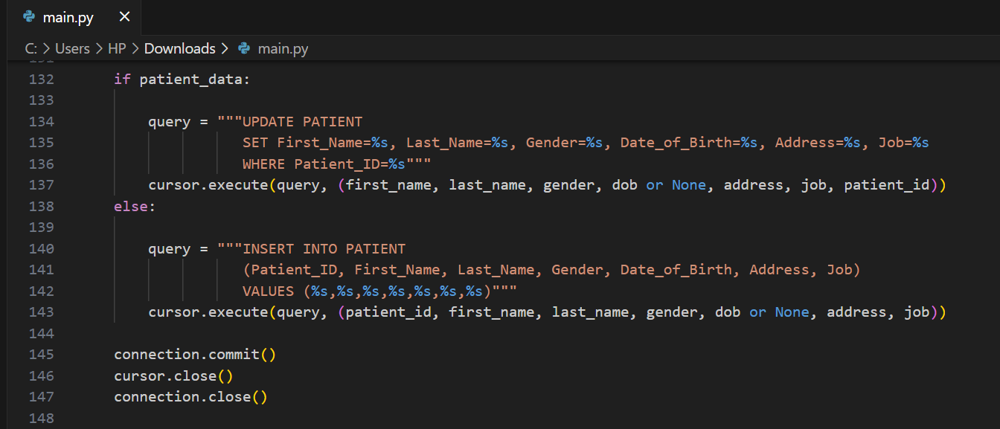 main.py ×
C: > Users > HP > Downloads > main.py
132 if patient_data:
133
134 query = """UPDATE PATIENT
135 SET First_Name=%s, Last_Name=%s, Gender=%s, Date_of_Birth=%s, Address=%s, Job=%s
136 WHERE Patient_ID=%s"""
137 cursor.execute(query, (first_name, last_name, gender, dob or None, address, job, patient_id))
138 else:
139
140 query = """INSERT INTO PATIENT
141 (Patient_ID, First_Name, Last_Name, Gender, Date_of_Birth, Address, Job)
142 VALUES (%s,%s,%s,%s,%s,%s,%s)"""
143 cursor.execute(query, (patient_id, first_name, last_name, gender, dob or None, address, job))
144
145 connection.commit()
146 cursor.close()
147 connection.close()
148